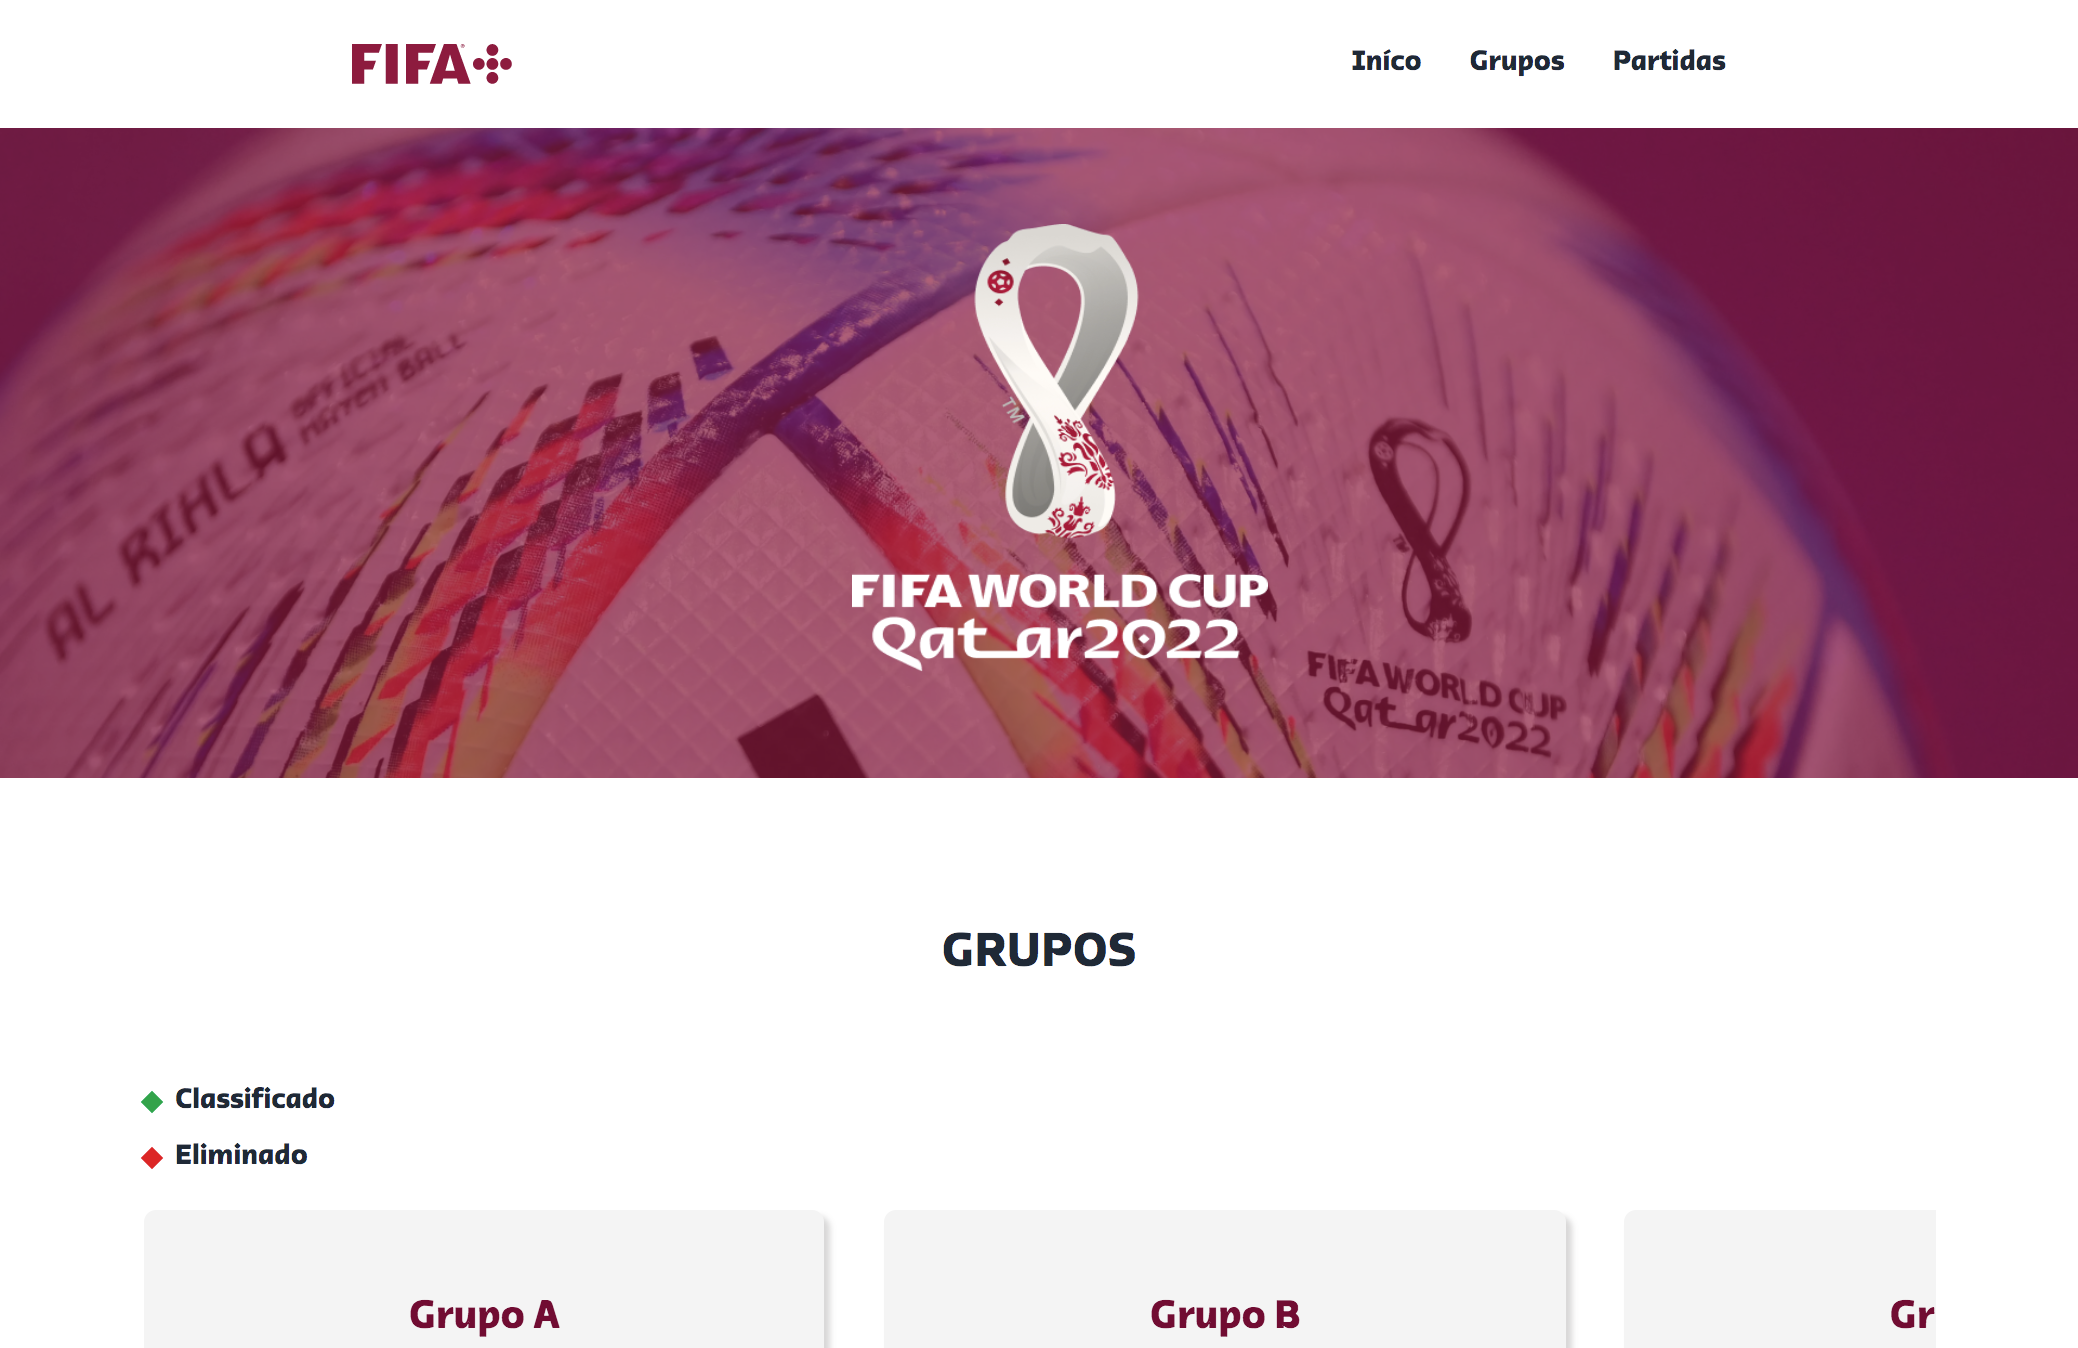 FIFA+
Iníco
Grupos
Partidas
AL RIHLA
OFFICIAL
MATCH BALL
TM
FIFA WORLD CUP
Qatar2022
FIFA WORLD CUP
Qatar2022
GRUPOS
Classificado
Eliminado
Grupo A
Grupo B
Gr